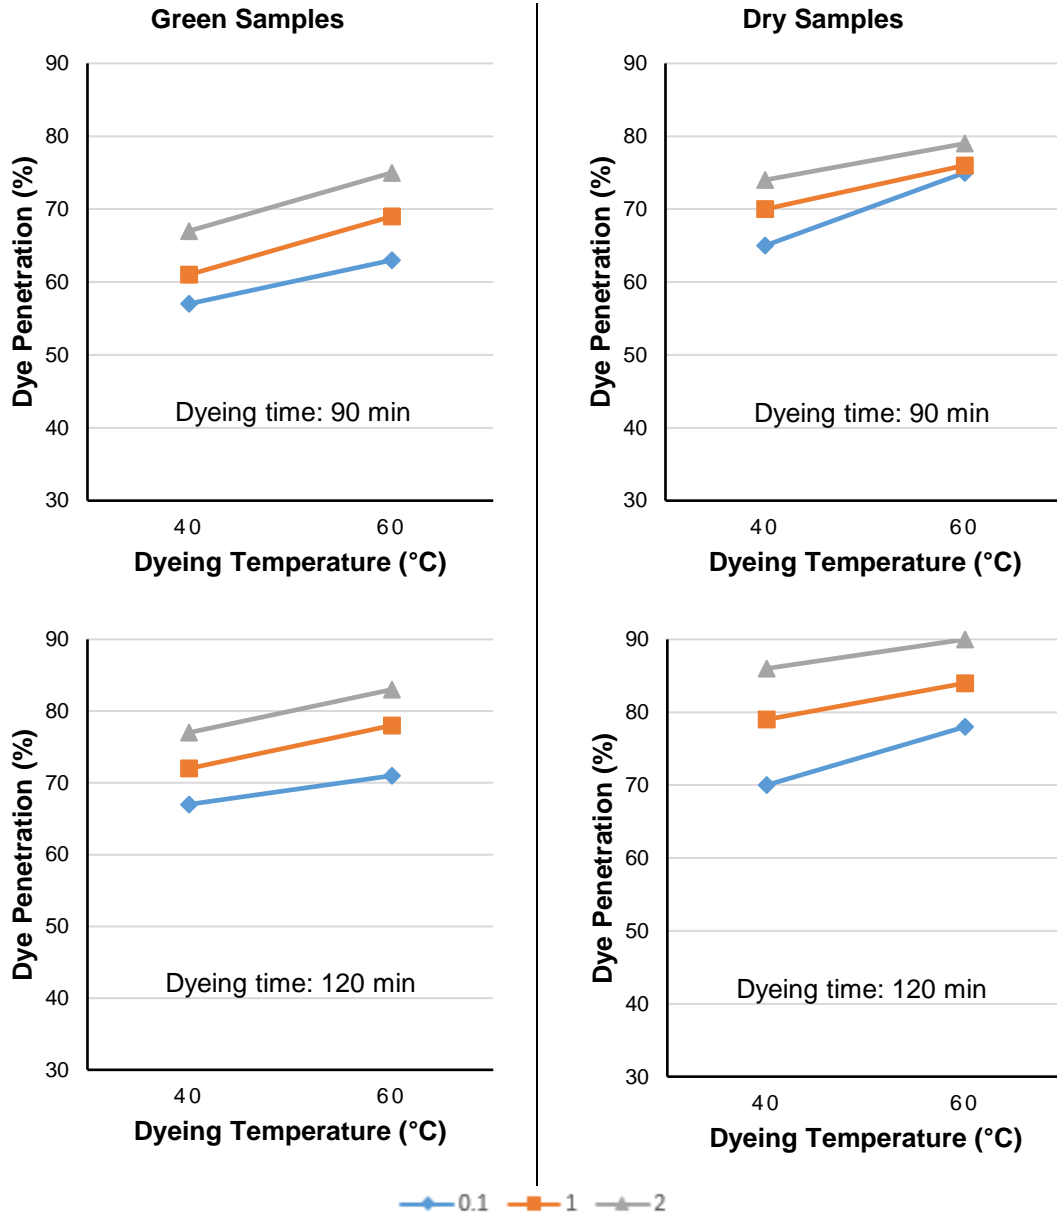 Green Samples
Dry Samples
90
80
70
60
50
40
30
Dye Penetration (%)
Dyeing time: 90 min
40 60
Dyeing Temperature (°C)
90
80
70
60
50
40
30
Dye Penetration (%)
Dyeing time: 90 min
40 60
Dyeing Temperature (°C)
90
80
70
60
50
40
30
Dye Penetration (%)
Dyeing time: 120 min
40 60
Dyeing Temperature (°C)
90
80
70
60
50
40
30
Dye Penetration (%)
Dyeing time: 120 min
40 60
Dyeing Temperature (°C)
0.1 1 2